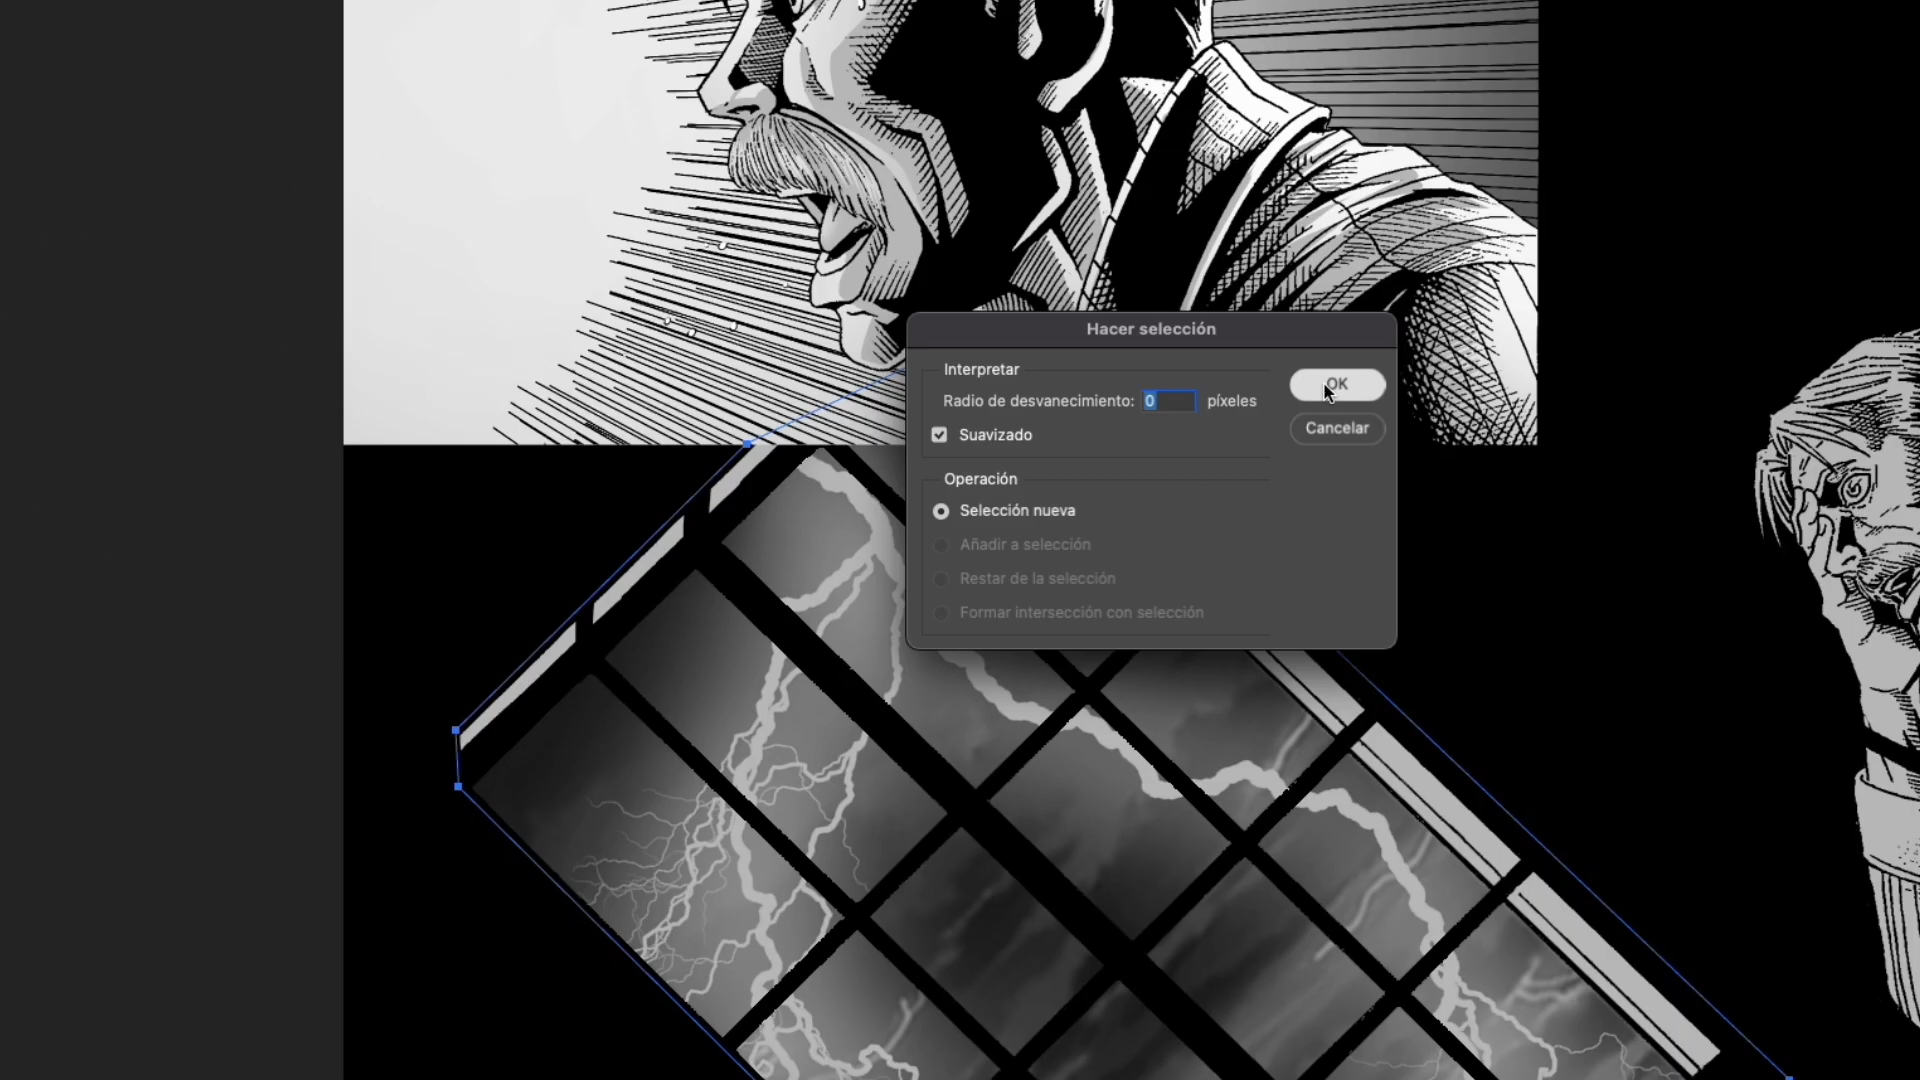 Hacer selección
Interpretar
Radio de desvanecimiento: 0 píxeles
Suavizado
OK
Cancelar
Operación
Selección nueva
Añadir a selección
Restar de la selección
Formar intersección con selección